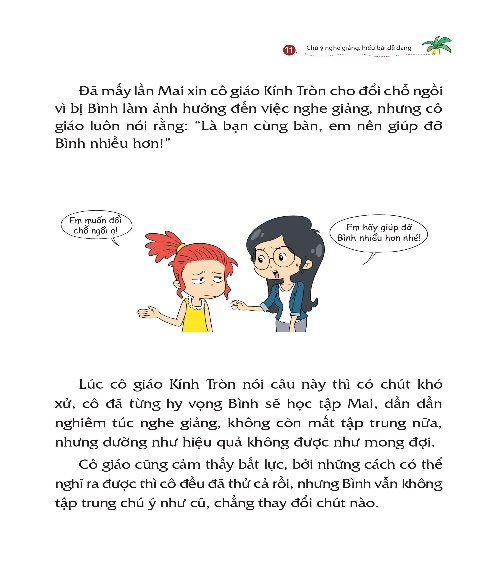 11. Chú ý nghe giảng, hiểu bài dễ dàng
Đã mấy lần Mai xin cô giáo Kính Tròn cho đổi chỗ ngồi
vì bị Bình làm ảnh hưởng đến việc nghe giảng, nhưng cô
giáo luôn nói rằng: “Là bạn cùng bàn, em nên giúp đỡ
Bình nhiều hơn!”
Em muốn đổi
chỗ ngồi ạ!
Em hãy giúp đỡ
Bình nhiều hơn nhé!
Lúc cô giáo Kính Tròn nói câu này thì có chút khó
xử, cô đã từng hy vọng Bình sẽ học tập Mai, dần dần
nghiêm túc nghe giảng, không còn mất tập trung nữa,
nhưng dường như hiệu quả không được như mong đợi.
Cô giáo cũng cảm thấy bất lực, bởi những cách có thể
nghĩ ra được thì cô đều đã thử cả rồi, nhưng Bình vẫn không
tập trung chú ý như cũ, chẳng thay đổi chút nào.